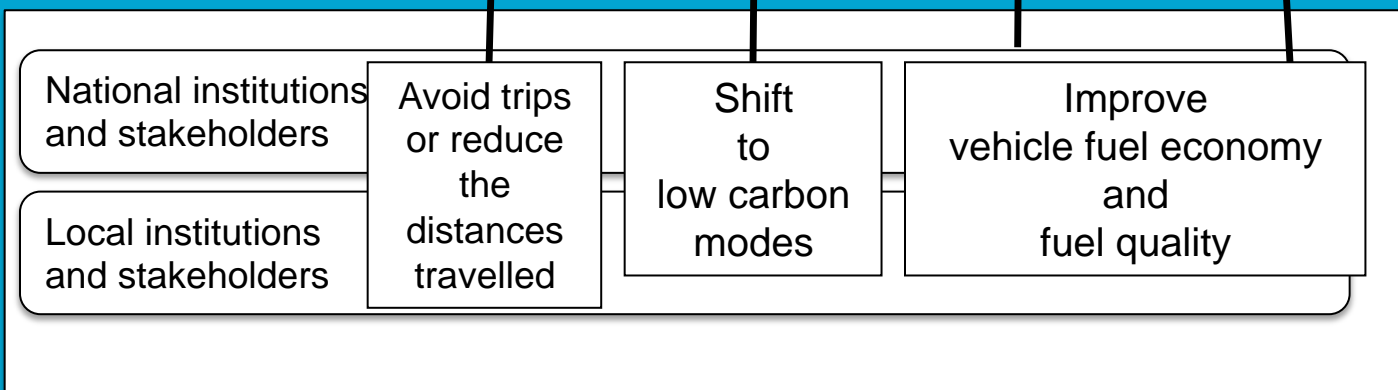 National institutions
and stakeholders
Avoid trips
or reduce
the
distances
travelled
Shift
to
low carbon
modes
Improve
vehicle fuel economy
and
fuel quality
Local institutions
and stakeholders